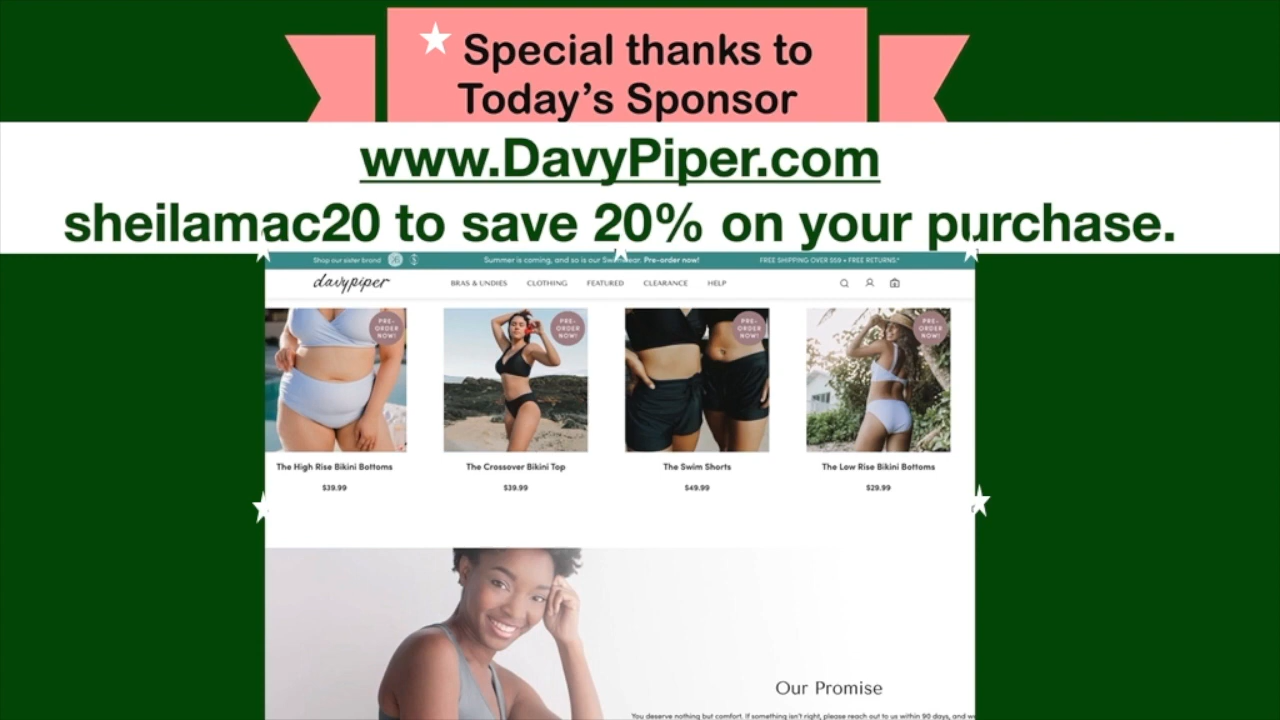 Special thanks to
Today's Sponsor
www.DavyPiper.com
sheilamac20 to save 20% on your purchase.
Shop our sister brand
Summer is coming, and so is our Swimwear. Pre-order now!
FREE SHIPPING OVER $59 + FREE RETURNS.*
davypiper
BRAS & UNDIES CLOTHING FEATURED CLEARANCE HELP
PRE-
ORDER
NOW!
PRE-
ORDER
NOW!
PRE-
ORDER
NOW!
PRE-
ORDER
NOW!
The High Rise Bikini Bottoms
$39.99
The Crossover Bikini Top
$39.99
The Swim Shorts
$49.99
The Low Rise Bikini Bottoms
$29.99
Our Promise
You deserve nothing but comfort. If something isn't right, please reach out to us within 90 days, and we